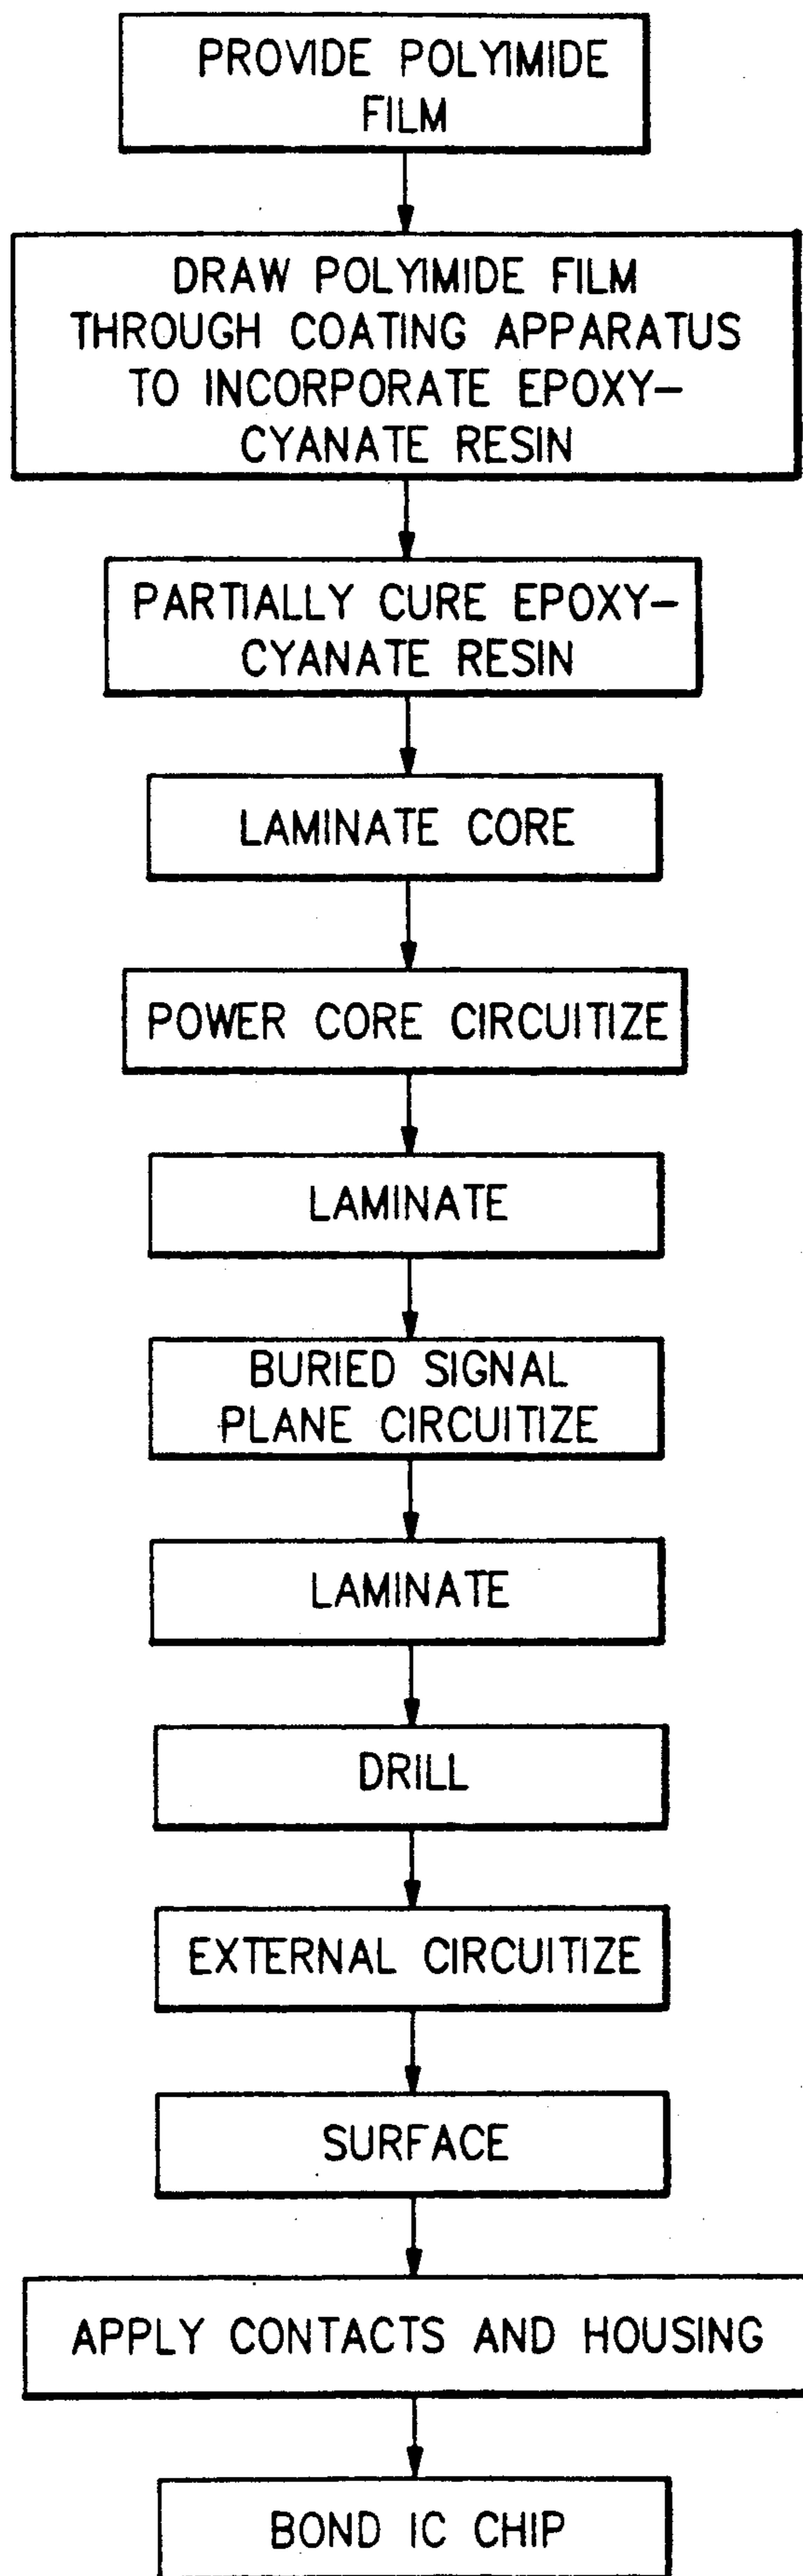 PROVIDE POLYIMIDE
FILM
DRAW POLYIMIDE FILM
THROUGH COATING APPARATUS
TO INCORPORATE EPOXY-
CYANATE RESIN
PARTIALLY CURE EPOXY-
CYANATE RESIN
LAMINATE CORE
POWER CORE CIRCUITIZE
LAMINATE
BURIED SIGNAL
PLANE CIRCUITIZE
LAMINATE
DRILL
EXTERNAL CIRCUITIZE
SURFACE
APPLY CONTACTS AND HOUSING
BOND IC CHIP